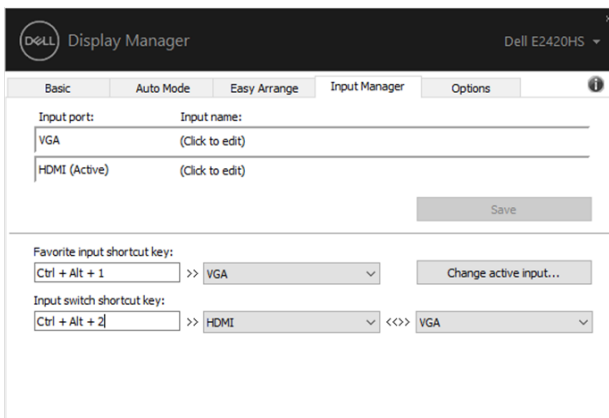 DELL Display Manager Dell E2420HS
Basic Auto Mode Easy Arrange Input Manager Options i
Input port: Input name:
VGA (Click to edit)
HDMI (Active) (Click to edit)
Save
Favorite input shortcut key:
Ctrl + Alt + 1 >> VGA Change active input...
Input switch shortcut key:
Ctrl + Alt + 2 >> HDMI <<>> VGA